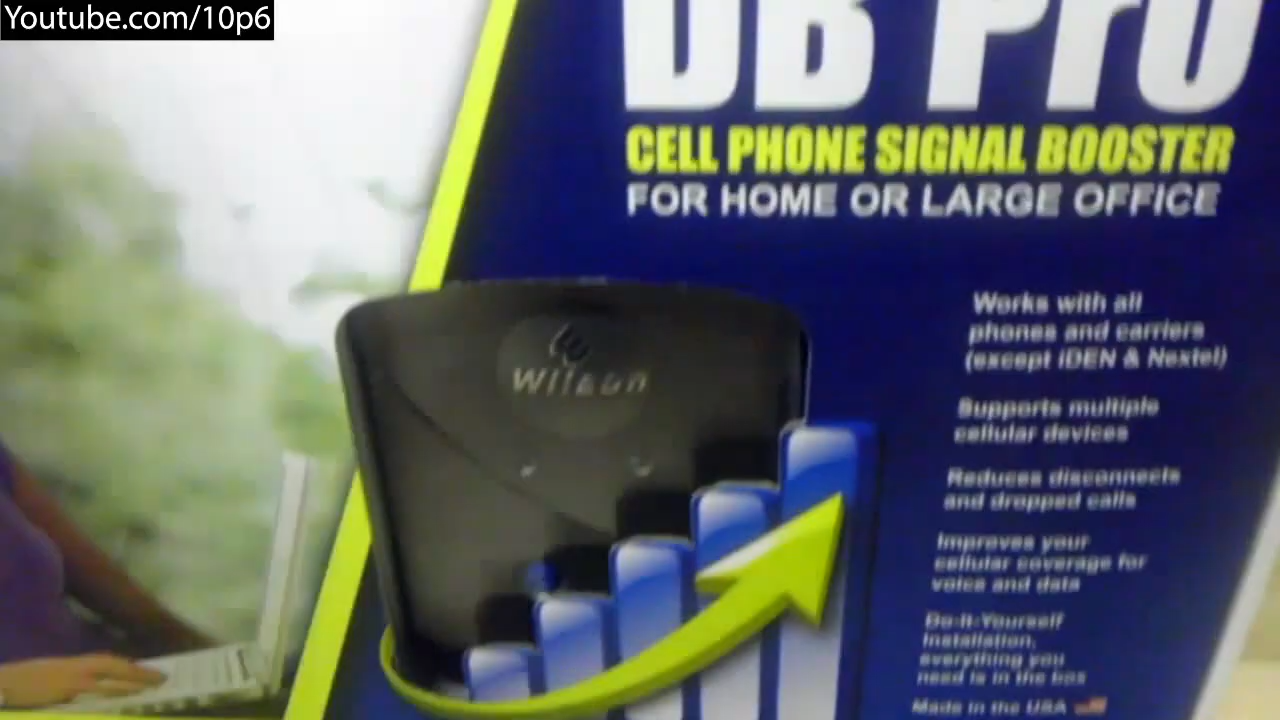 Youtube.com/10p6
DB Pro
CELL PHONE SIGNAL BOOSTER
FOR HOME OR LARGE OFFICE
Wilson
Works with all
phones and carriers
(except iDEN & Nextel)
Supports multiple
cellular devices
Reduces disconnects
and dropped calls
Improves your
cellular coverage for
voice and data
Do-It-Yourself
Installation,
everything you
need is in the box
Made in the USA